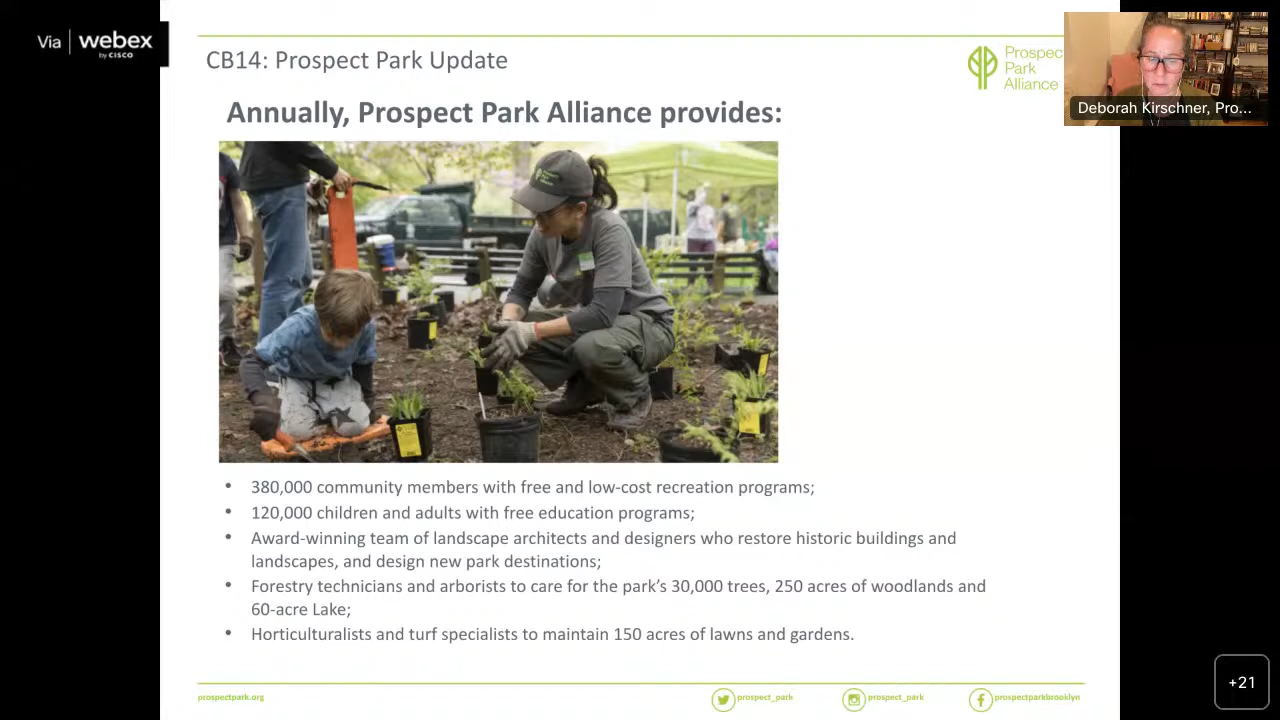 Via webex
by CISCO
CB14: Prospect Park Update
Prospect
Park
Alliance
Deborah Kirschner, Pro...
Annually, Prospect Park Alliance provides:
• 380,000 community members with free and low-cost recreation programs;
• 120,000 children and adults with free education programs;
• Award-winning team of landscape architects and designers who restore historic buildings and
landscapes, and design new park destinations;
• Forestry technicians and arborists to care for the park's 30,000 trees, 250 acres of woodlands and
60-acre Lake;
• Horticulturalists and turf specialists to maintain 150 acres of lawns and gardens.
prospectpark.org
prospect_park
prospect_park
prospectparkbrooklyn
+21